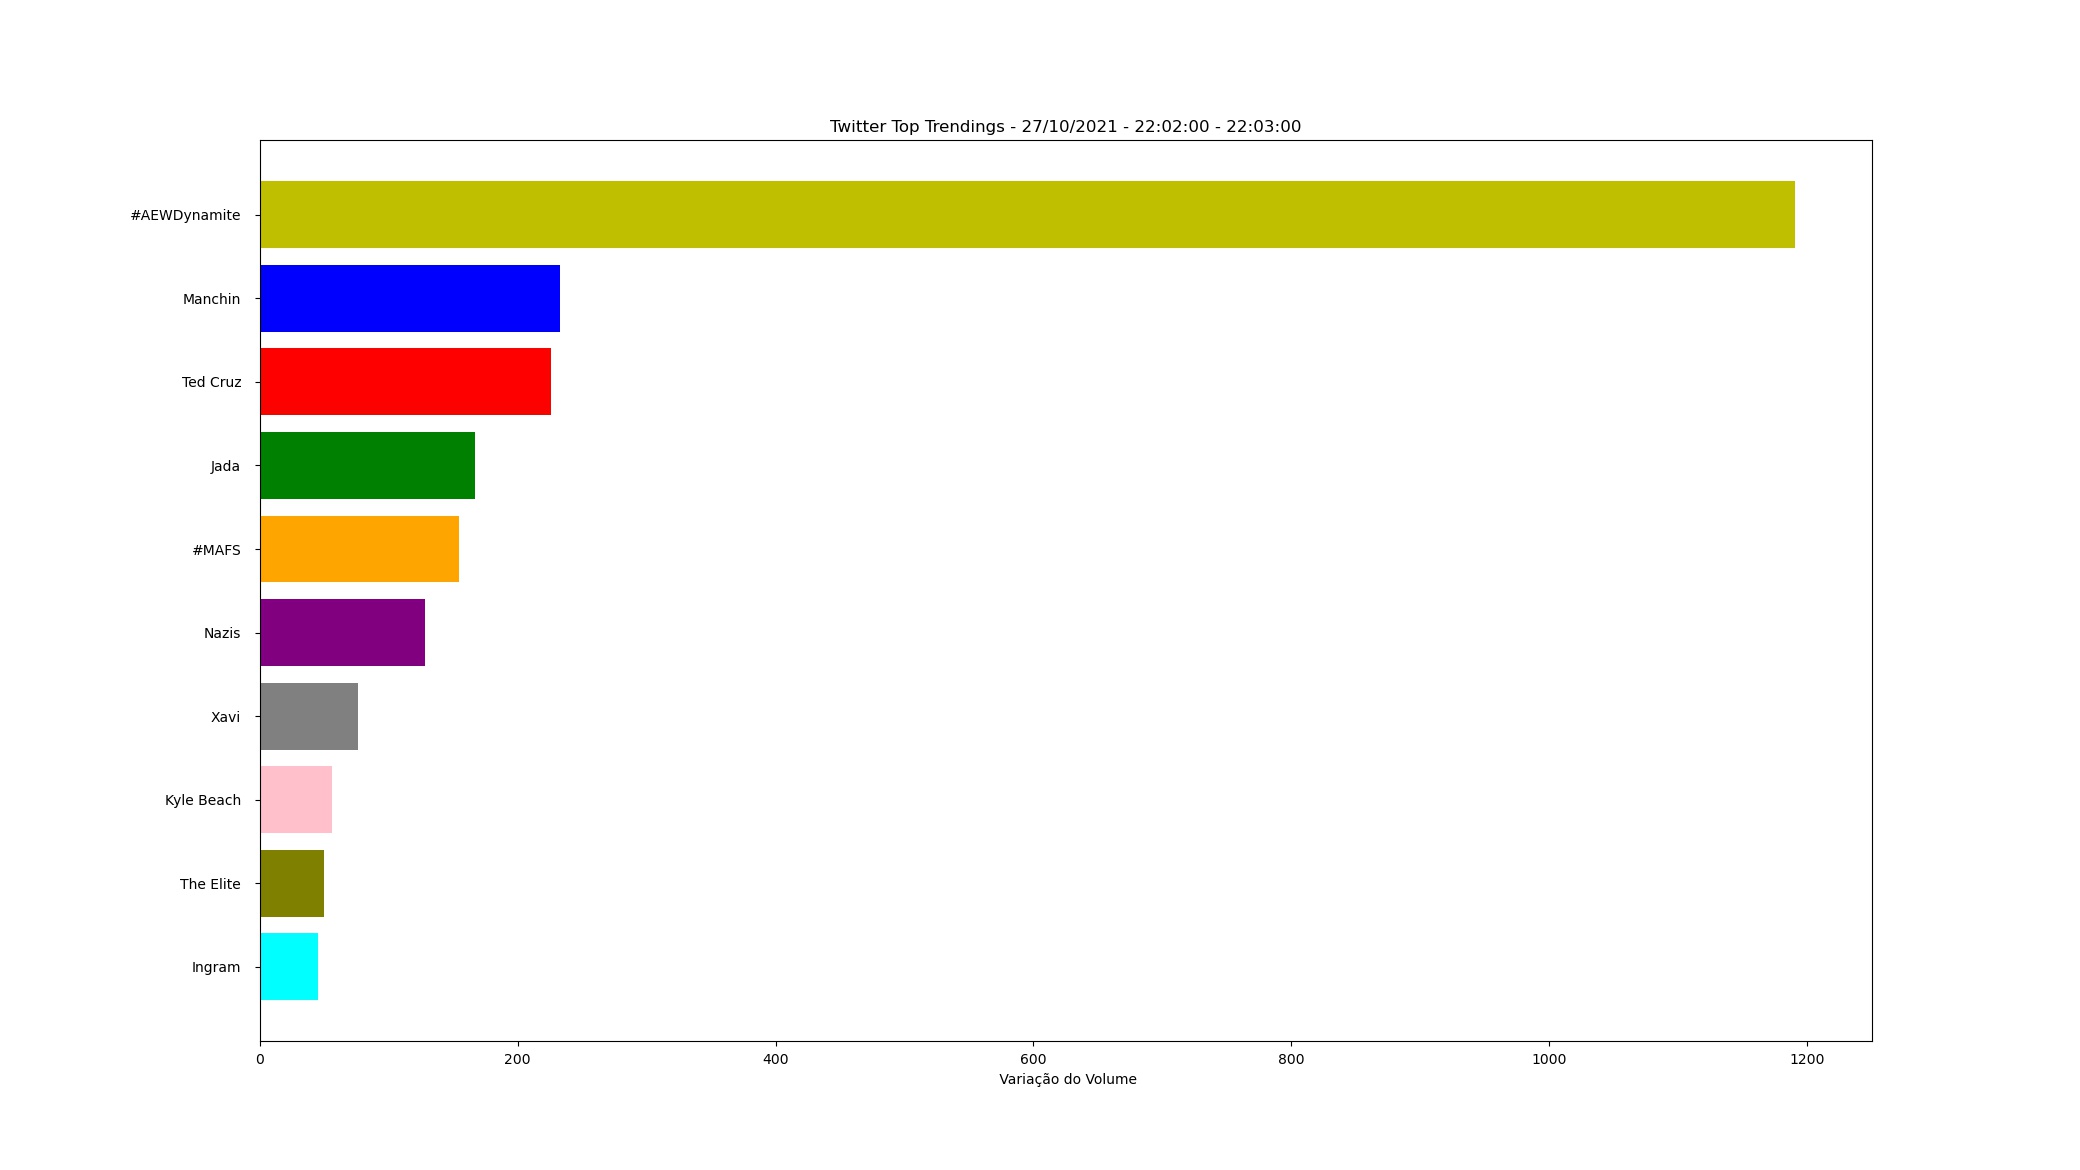 Twitter Top Trendings - 27/10/2021 - 22:02:00 - 22:03:00
#AEWDynamite
Manchin
Ted Cruz
Jada
#MAFS
Nazis
Xavi
Kyle Beach
The Elite
Ingram
0 200 400 600 800 1000 1200
Variação do Volume